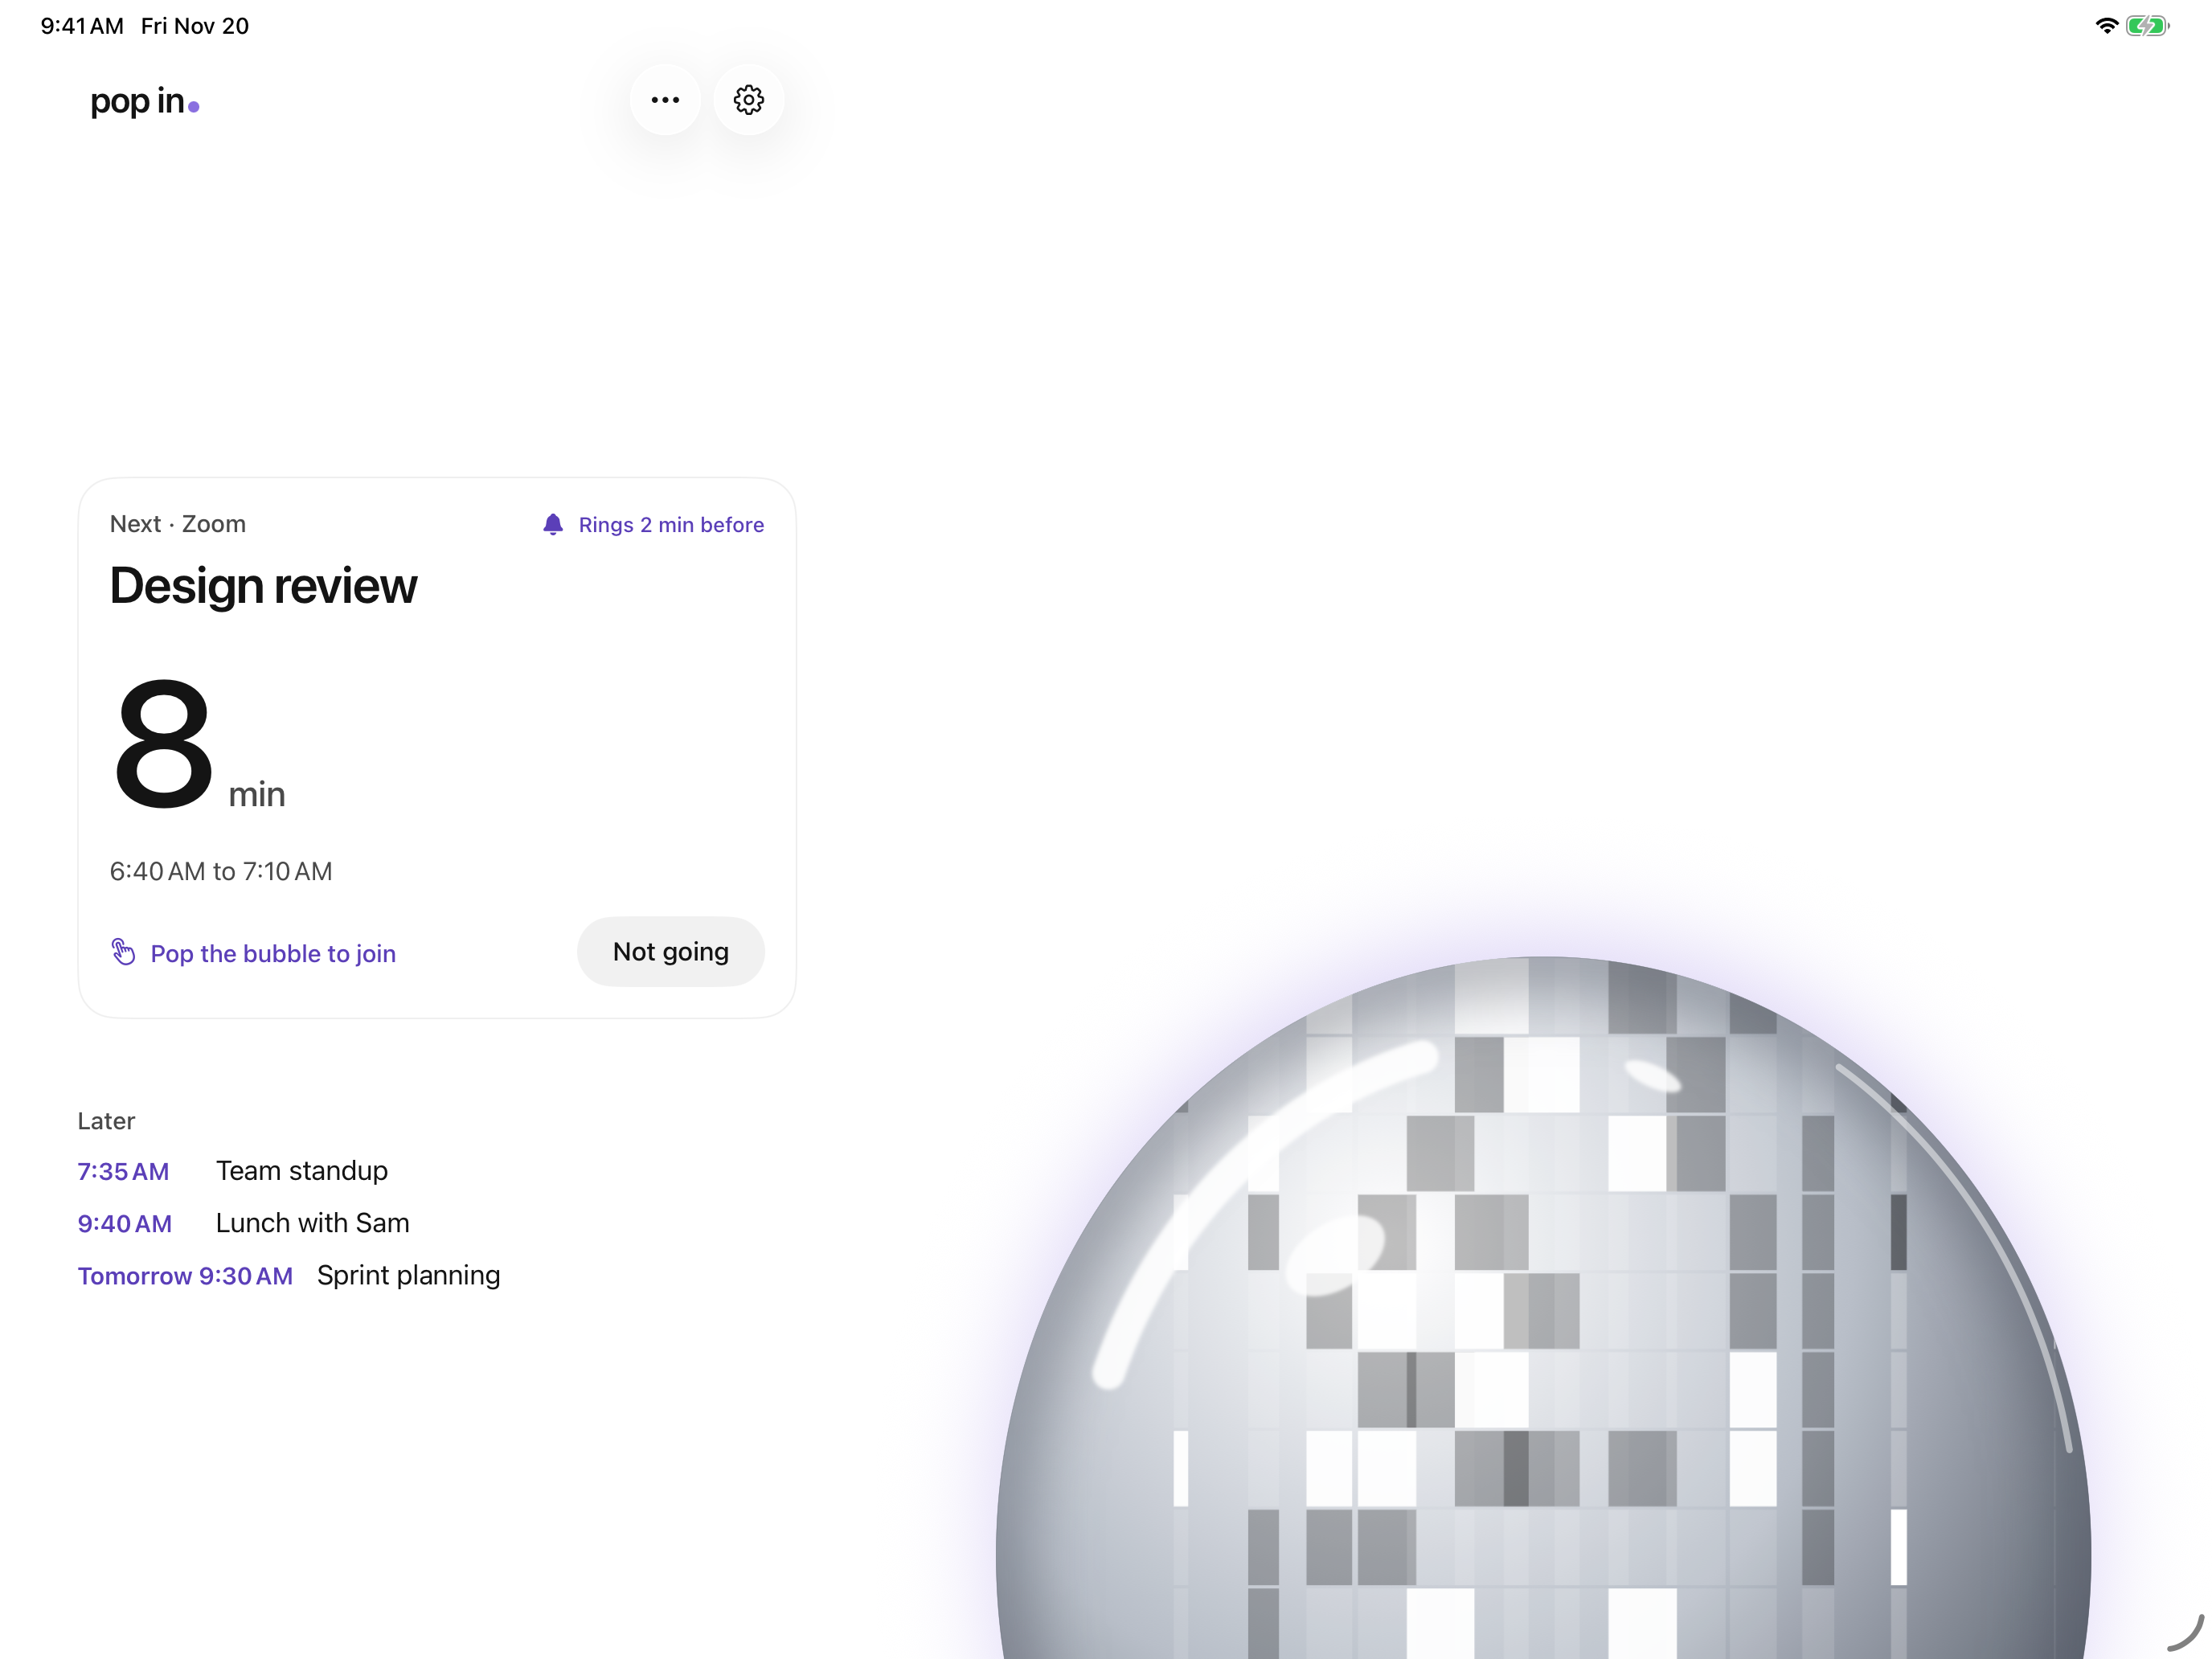 9:41 AM Fri Nov 20
pop in
Next · Zoom
Rings 2 min before
Design review
8 min
6:40 AM to 7:10 AM
Pop the bubble to join
Not going
Later
7:35 AM Team standup
9:40 AM Lunch with Sam
Tomorrow 9:30 AM Sprint planning